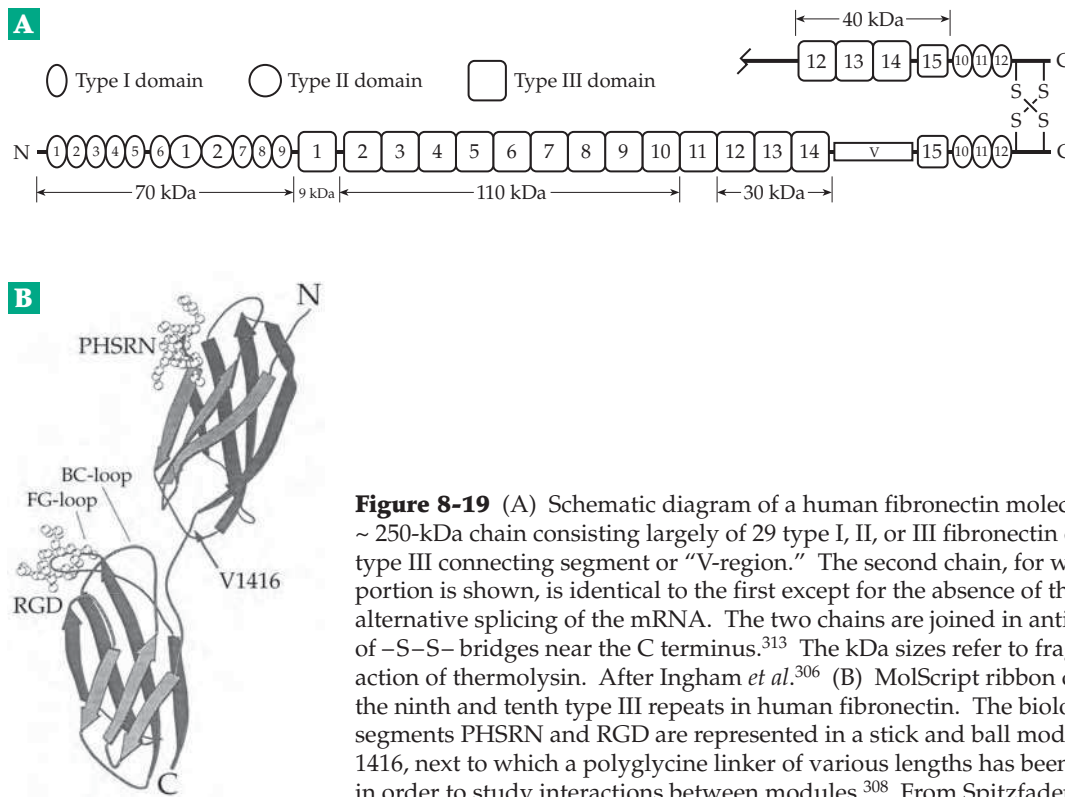 A
40 kDa
12 13 14 15 10 11 12 C
Type I domain Type II domain Type III domain
S S
S S
N 1 2 3 4 5 6 1 2 7 8 9 1 2 3 4 5 6 7 8 9 10 11 12 13 14 V 15 10 11 12 C
70 kDa 9 kDa 110 kDa 30 kDa
B
N
PHSRN
BC-loop
FG-loop
V1416
RGD
C
Figure 8-19 (A) Schematic diagram of a human fibronectin molec
~ 250-kDa chain consisting largely of 29 type I, II, or III fibronectin
type III connecting segment or “V-region.” The second chain, for w
portion is shown, is identical to the first except for the absence of th
alternative splicing of the mRNA. The two chains are joined in anti
of –S–S– bridges near the C terminus.313 The kDa sizes refer to frag
action of thermolysin. After Ingham et al.306 (B) MolScript ribbon
the ninth and tenth type III repeats in human fibronectin. The biolo
segments PHSRN and RGD are represented in a stick and ball mod
1416, next to which a polyglycine linker of various lengths has been
in order to study interactions between modules.308 From Spitzfaden